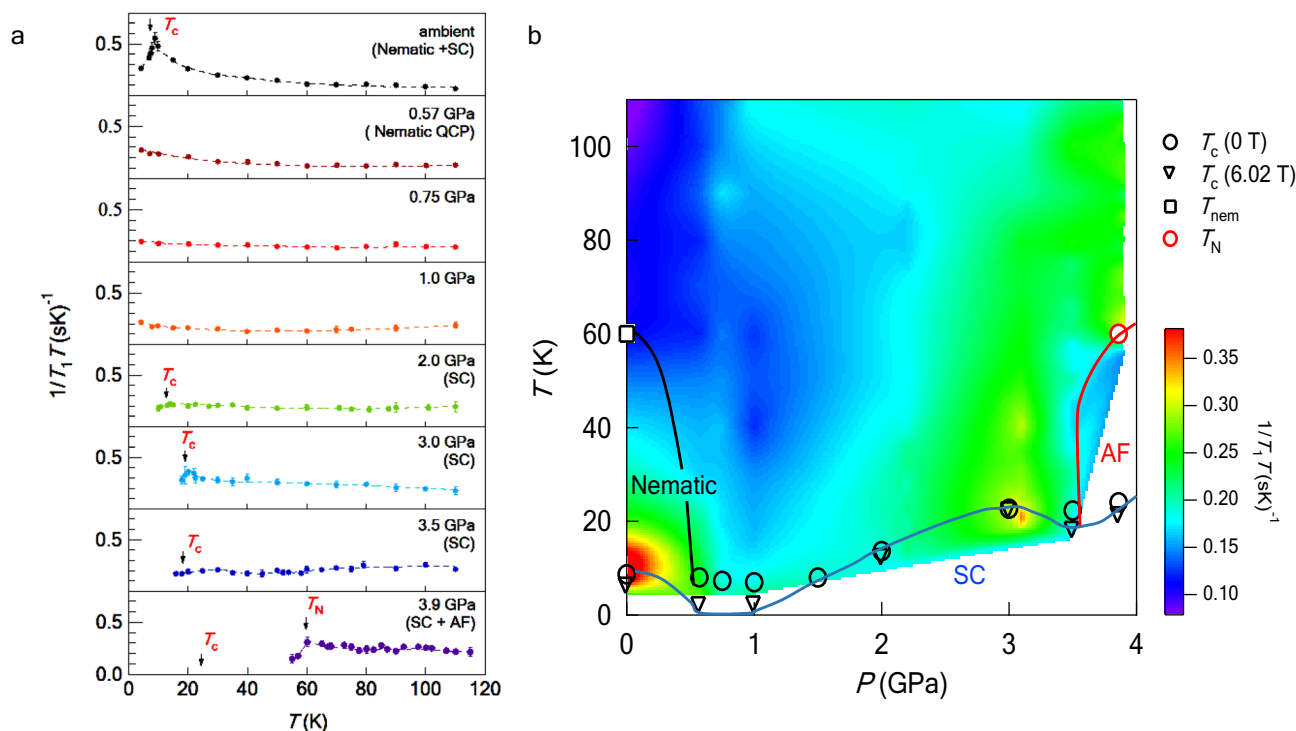 a
T_c
ambient
(Nematic +SC)
0.5
0.57 GPa
( Nematic QCP)
0.5
0.75 GPa
0.5
1.0 GPa
0.5
2.0 GPa
(SC)
T_c
0.5
3.0 GPa
(SC)
T_c
0.5
3.5 GPa
(SC)
T_c
0.5
3.9 GPa
(SC + AF)
T_N
T_c
0.5
0.0
0 20 40 60 80 100 120
T (K)
1/T₁T (sK)⁻¹
b
100
80
60
40
20
0
T (K)
Nematic
AF
SC
0 1 2 3 4
P (GPa)
T_c (0 T)
T_c (6.02 T)
T_nem
T_N
0.35
0.30
0.25
0.20
0.15
0.10
1/T₁T (sK)⁻¹